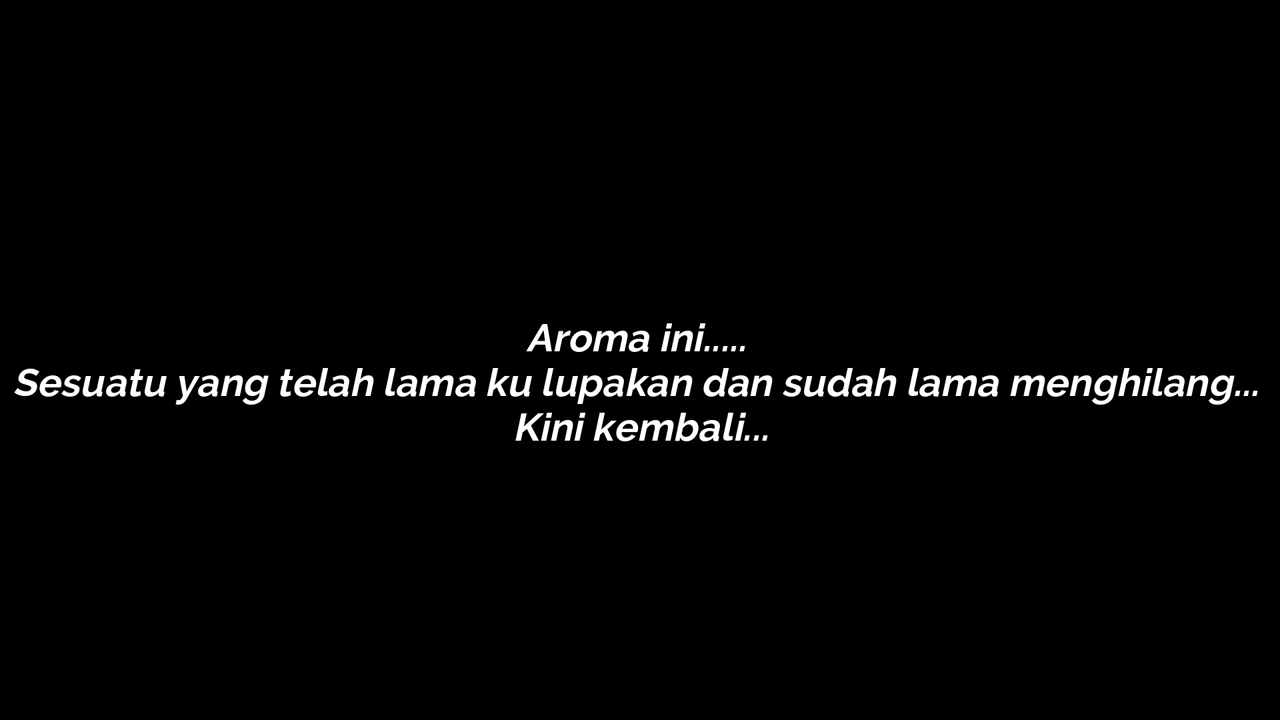 Aroma ini.....
Sesuatu yang telah lama ku lupakan dan sudah lama menghilang...
Kini kembali...